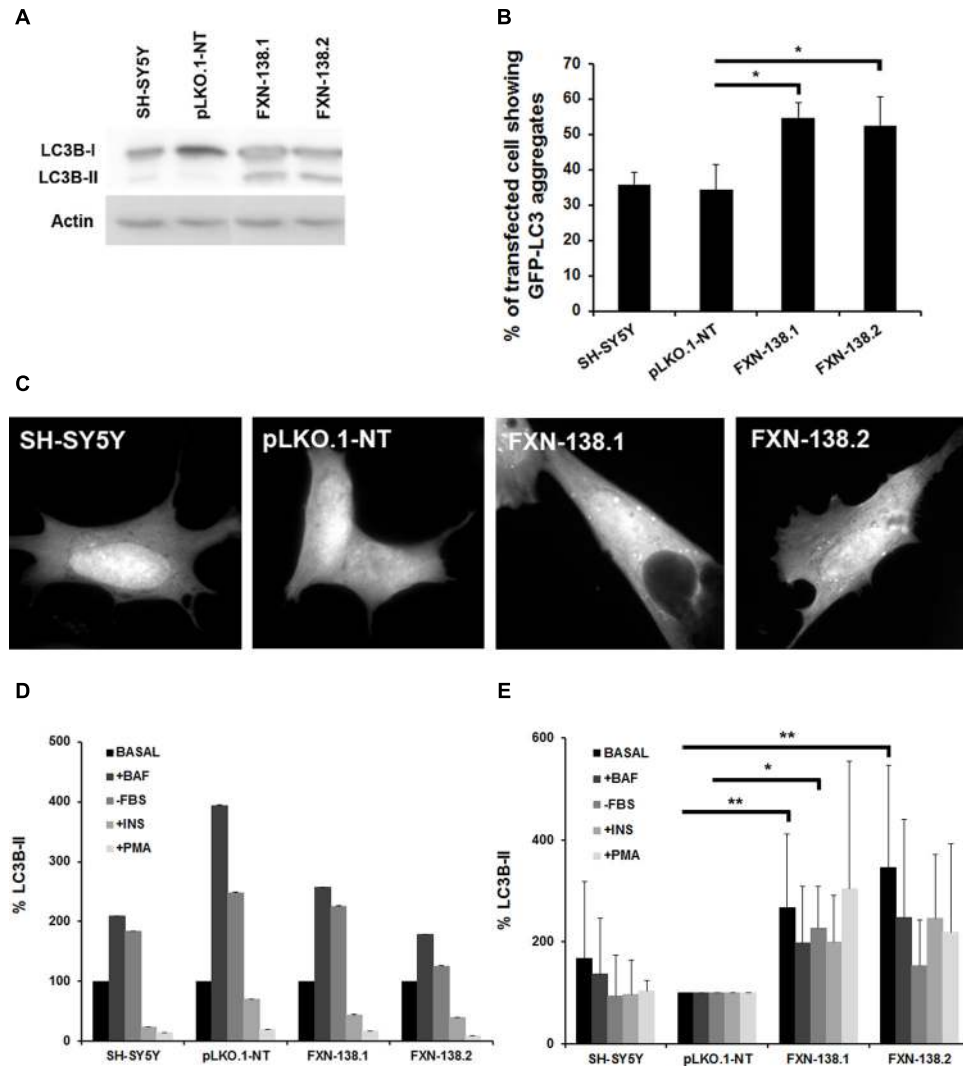 A
SH-SY5Y
pLKO.1-NT
FXN-138.1
FXN-138.2
LC3B-I
LC3B-II
Actin
B
% of transfected cell showing
GFP-LC3 aggregates
70
60
50
40
30
20
10
0
*
*
SH-SY5Y
pLKO.1-NT
FXN-138.1
FXN-138.2
C
SH-SY5Y
pLKO.1-NT
FXN-138.1
FXN-138.2
D
% LC3B-II
500
400
300
200
100
0
BASAL
+BAF
-FBS
+INS
+PMA
SH-SY5Y
pLKO.1-NT
FXN-138.1
FXN-138.2
E
% LC3B-II
600
400
200
0
BASAL
+BAF
-FBS
+INS
+PMA
**
*
**
SH-SY5Y
pLKO.1-NT
FXN-138.1
FXN-138.2